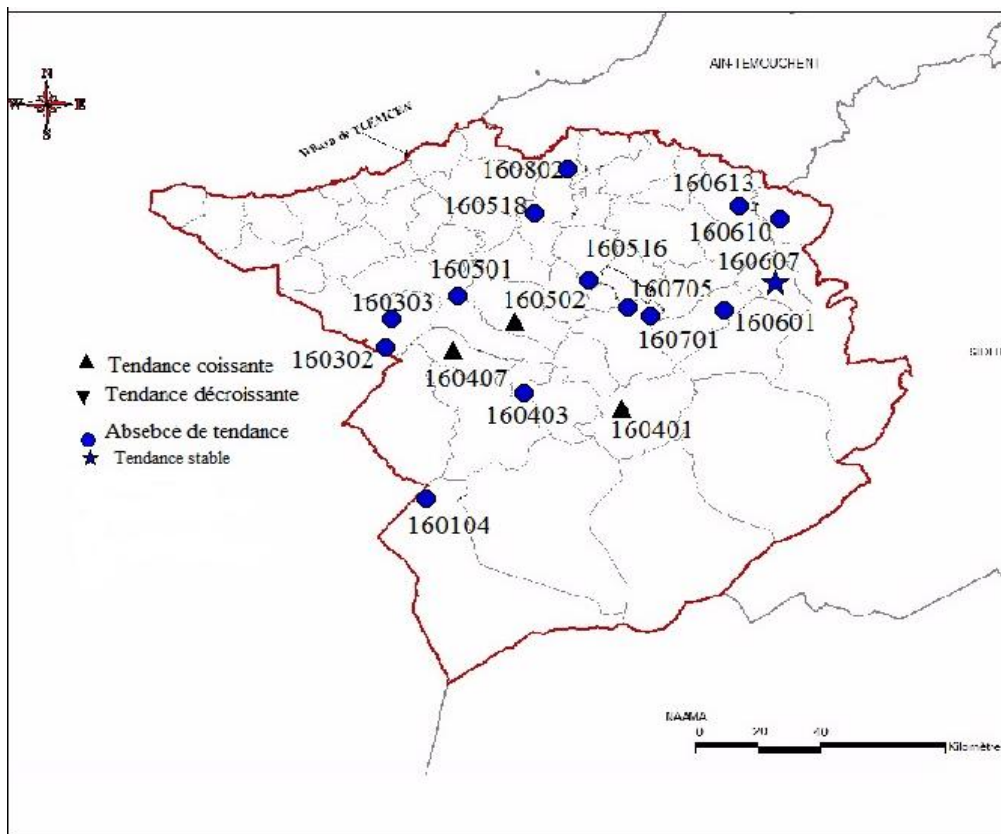 AIN-TEMOUCHENT
N
W E
S
Wilaya de TLEMCEN
160802
160613
160518
160610
160516
160607
160501
160502
160705
160303
160601
160701
160302
Tendance coissante
160407
Tendance décroissante
160403
160401
Absebce de tendance
Tendance stable
160104
NAAMA
0 20 40
Kilomètre